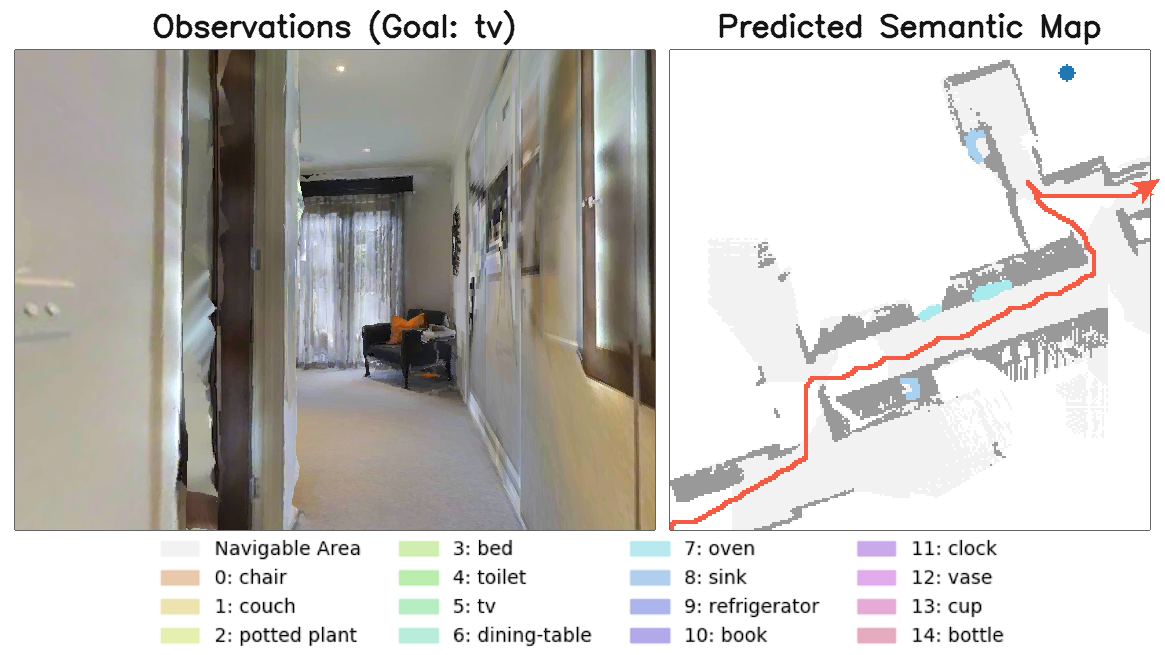 Observations (Goal: tv)
Predicted Semantic Map
Navigable Area
0: chair
1: couch
2: potted plant
3: bed
4: toilet
5: tv
6: dining-table
7: oven
8: sink
9: refrigerator
10: book
11: clock
12: vase
13: cup
14: bottle